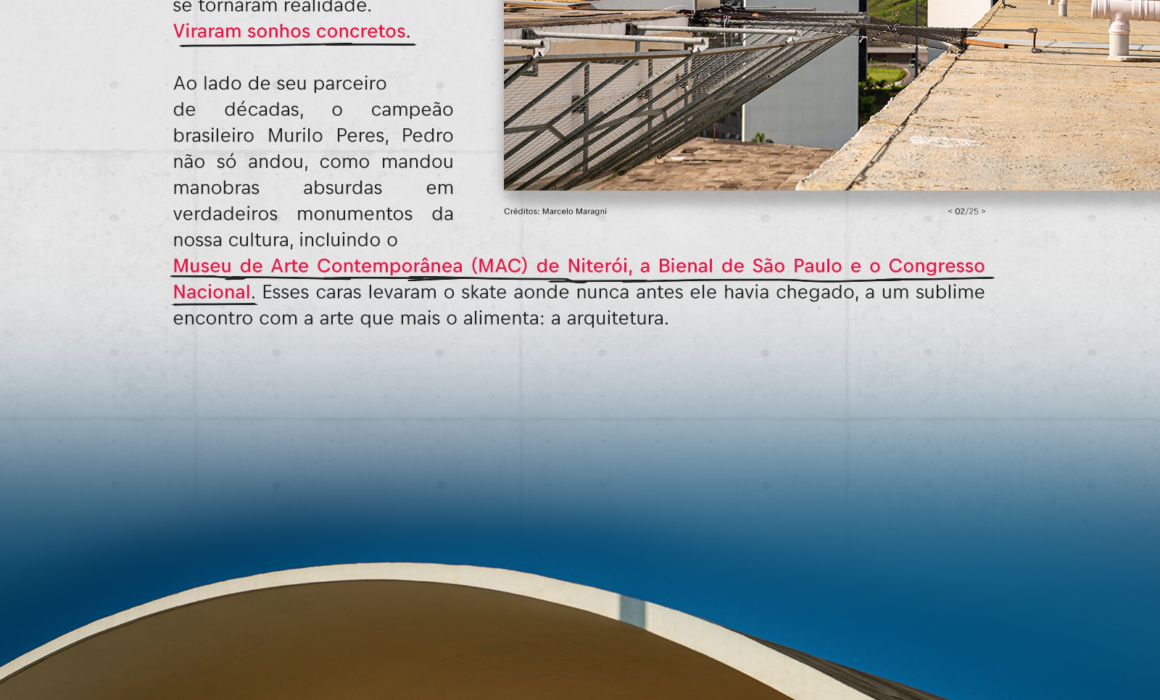 se tornaram realidade.
Viraram sonhos concretos.
Ao lado de seu parceiro
de décadas, o campeão
brasileiro Murilo Peres, Pedro
não só andou, como mandou
manobras absurdas em
verdadeiros monumentos da
nossa cultura, incluindo o
Museu de Arte Contemporânea (MAC) de Niterói, a Bienal de São Paulo e o Congresso
Nacional. Esses caras levaram o skate aonde nunca antes ele havia chegado, a um sublime
encontro com a arte que mais o alimenta: a arquitetura.
Créditos: Marcelo Maragni
< 02/25 >